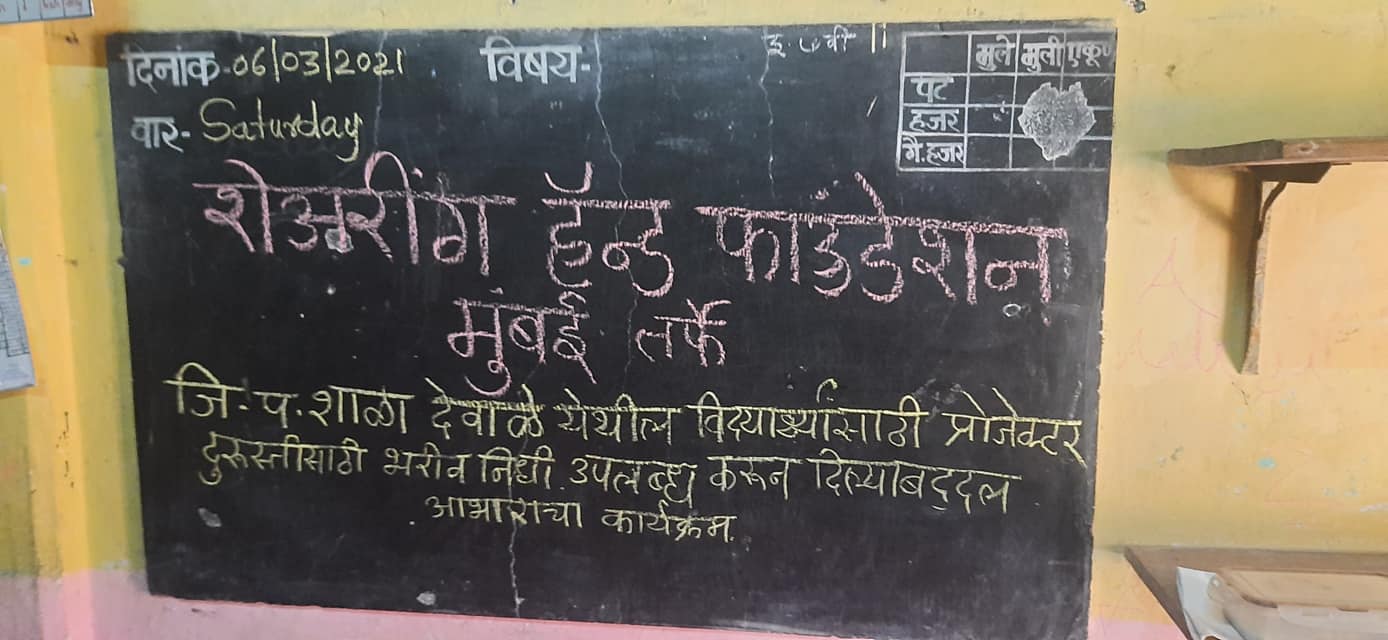 दिनांक-06/03/2021
विषय-
इ. ७ वी
वार- Saturday
मुले मुली एकूण
पट
हजर
गै.हजर
शेअरींग हॅन्ड फाउंडेशन
मुंबई तर्फे
जि.प.शाळा देवाळे येथील विद्यार्थ्यांसाठी प्रोजेक्टर
दुरुस्तीसाठी भरीव निधी उपलब्ध करून दिल्याबद्दल
आभाराचा कार्यक्रम.